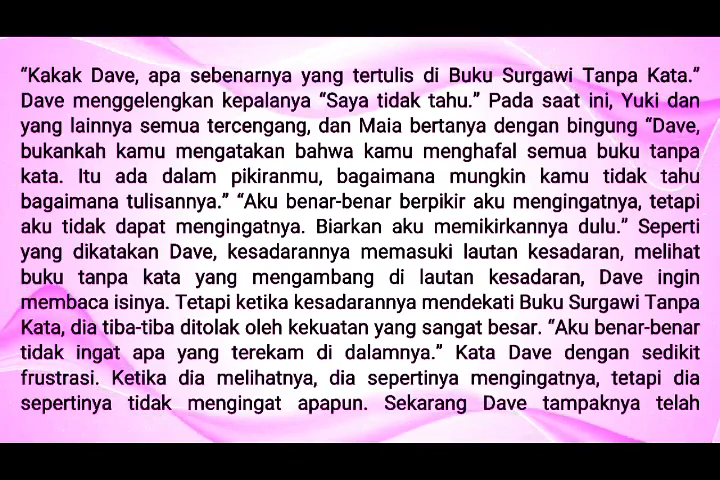 “Kakak Dave, apa sebenarnya yang tertulis di Buku Surgawi Tanpa Kata.”
Dave menggelengkan kepalanya “Saya tidak tahu.” Pada saat ini, Yuki dan
yang lainnya semua tercengang, dan Maia bertanya dengan bingung “Dave,
bukankah kamu mengatakan bahwa kamu menghafal semua buku tanpa
kata. Itu ada dalam pikiranmu, bagaimana mungkin kamu tidak tahu
bagaimana tulisannya.” “Aku benar-benar berpikir aku mengingatnya, tetapi
aku tidak dapat mengingatnya. Biarkan aku memikirkannya dulu.” Seperti
yang dikatakan Dave, kesadarannya memasuki lautan kesadaran, melihat
buku tanpa kata yang mengambang di lautan kesadaran, Dave ingin
membaca isinya. Tetapi ketika kesadarannya mendekati Buku Surgawi Tanpa
Kata, dia tiba-tiba ditolak oleh kekuatan yang sangat besar. “Aku benar-benar
tidak ingat apa yang terekam di dalamnya.” Kata Dave dengan sedikit
frustrasi. Ketika dia melihatnya, dia sepertinya mengingatnya, tetapi dia
sepertinya tidak mengingat apapun. Sekarang Dave tampaknya telah